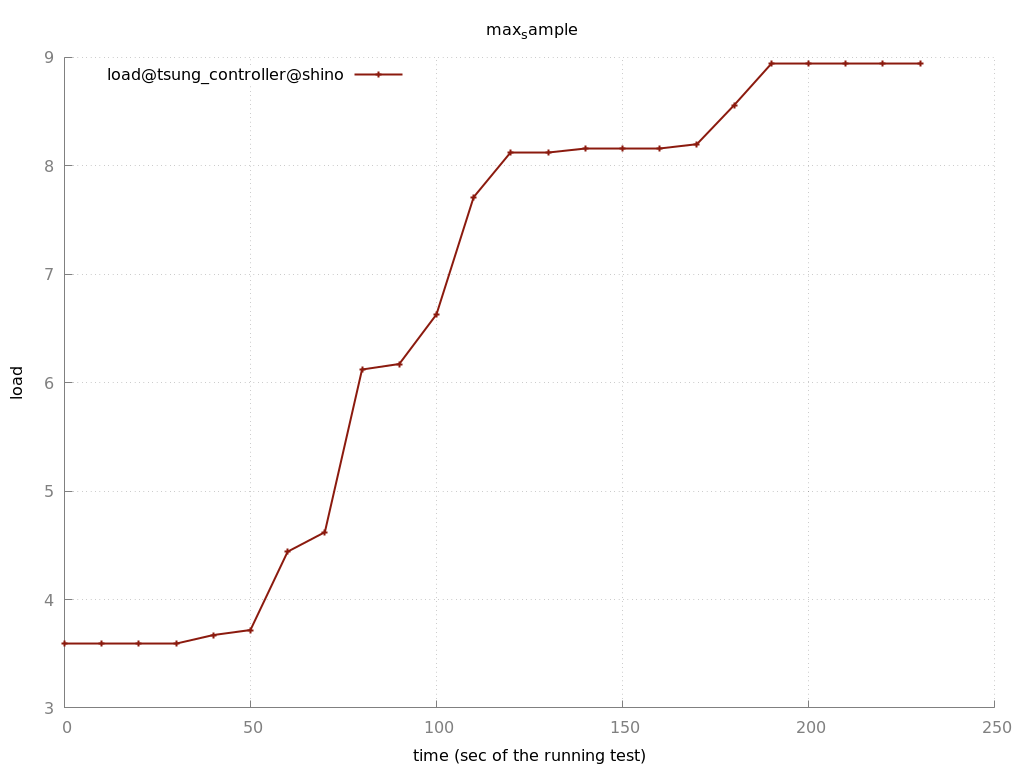 max_sample
9
load@tsung_controller@shino
8
7
6
load
5
4
3
0 50 100 150 200 250
time (sec of the running test)